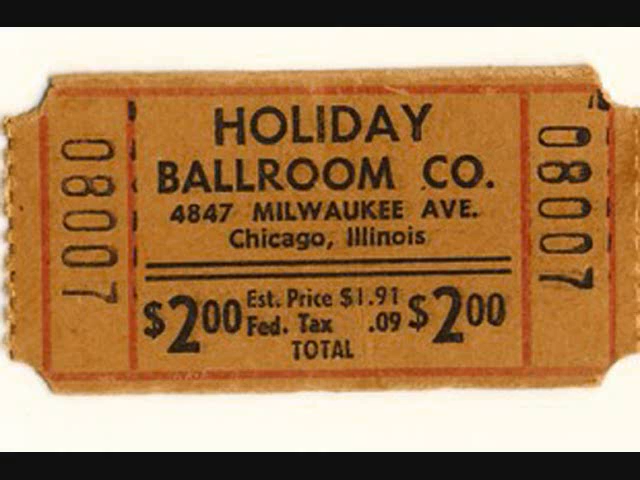 08007
HOLIDAY
BALLROOM CO.
4847 MILWAUKEE AVE.
Chicago, Illinois
$2.00 Est. Price $1.91 $2.00
Fed. Tax .09
TOTAL
08007